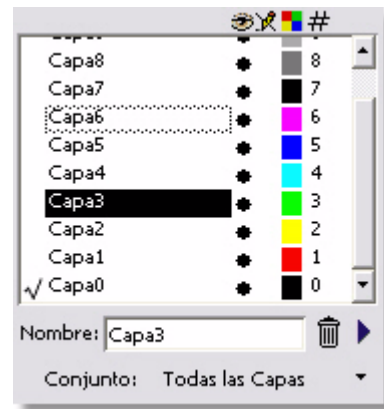 #
Capa8 8
Capa7 7
Capa6 6
Capa5 5
Capa4 4
Capa3 3
Capa2 2
Capa1 1
√ Capa0 0
Nombre: Capa3
Conjunto: Todas las Capas